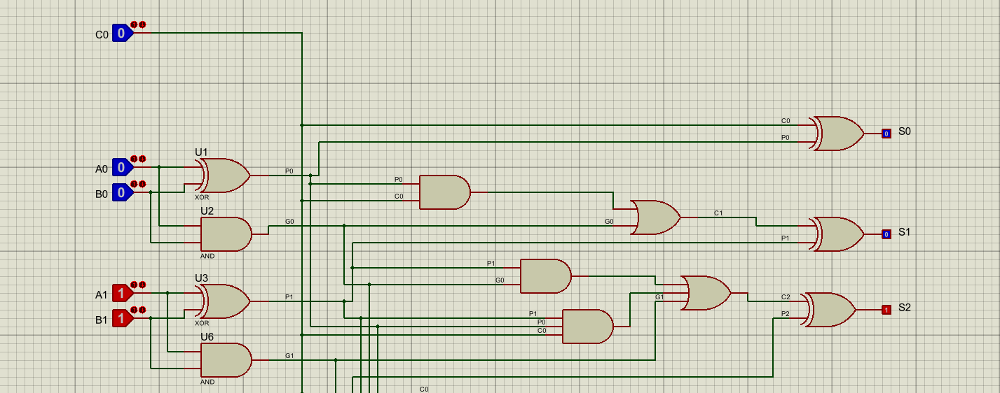 C0 0
C0
P0
0 S0
U1
A0 0
P0
B0 0
XOR
P0
C0
U2
G0
G0
C1
P1
0 S1
AND
U3
A1 1
P1
B1 1
XOR
P1
G0
G1
C2
P2
1 S2
P1
P0
C0
U6
G1
AND
C0